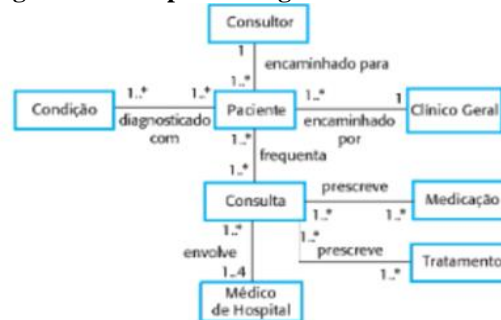 Consultor
1
encaminhado para
1..*
Condição
1..*
1..*
diagnosticado
com
Paciente
1..*
1
encaminhado
por
Clínico Geral
1..*
frequenta
1..*
Consulta
prescreve
1..*
1..*
Medicação
1..*
prescreve
1..*
Tratamento
1..*
envolve
1..4
Médico
de Hospital